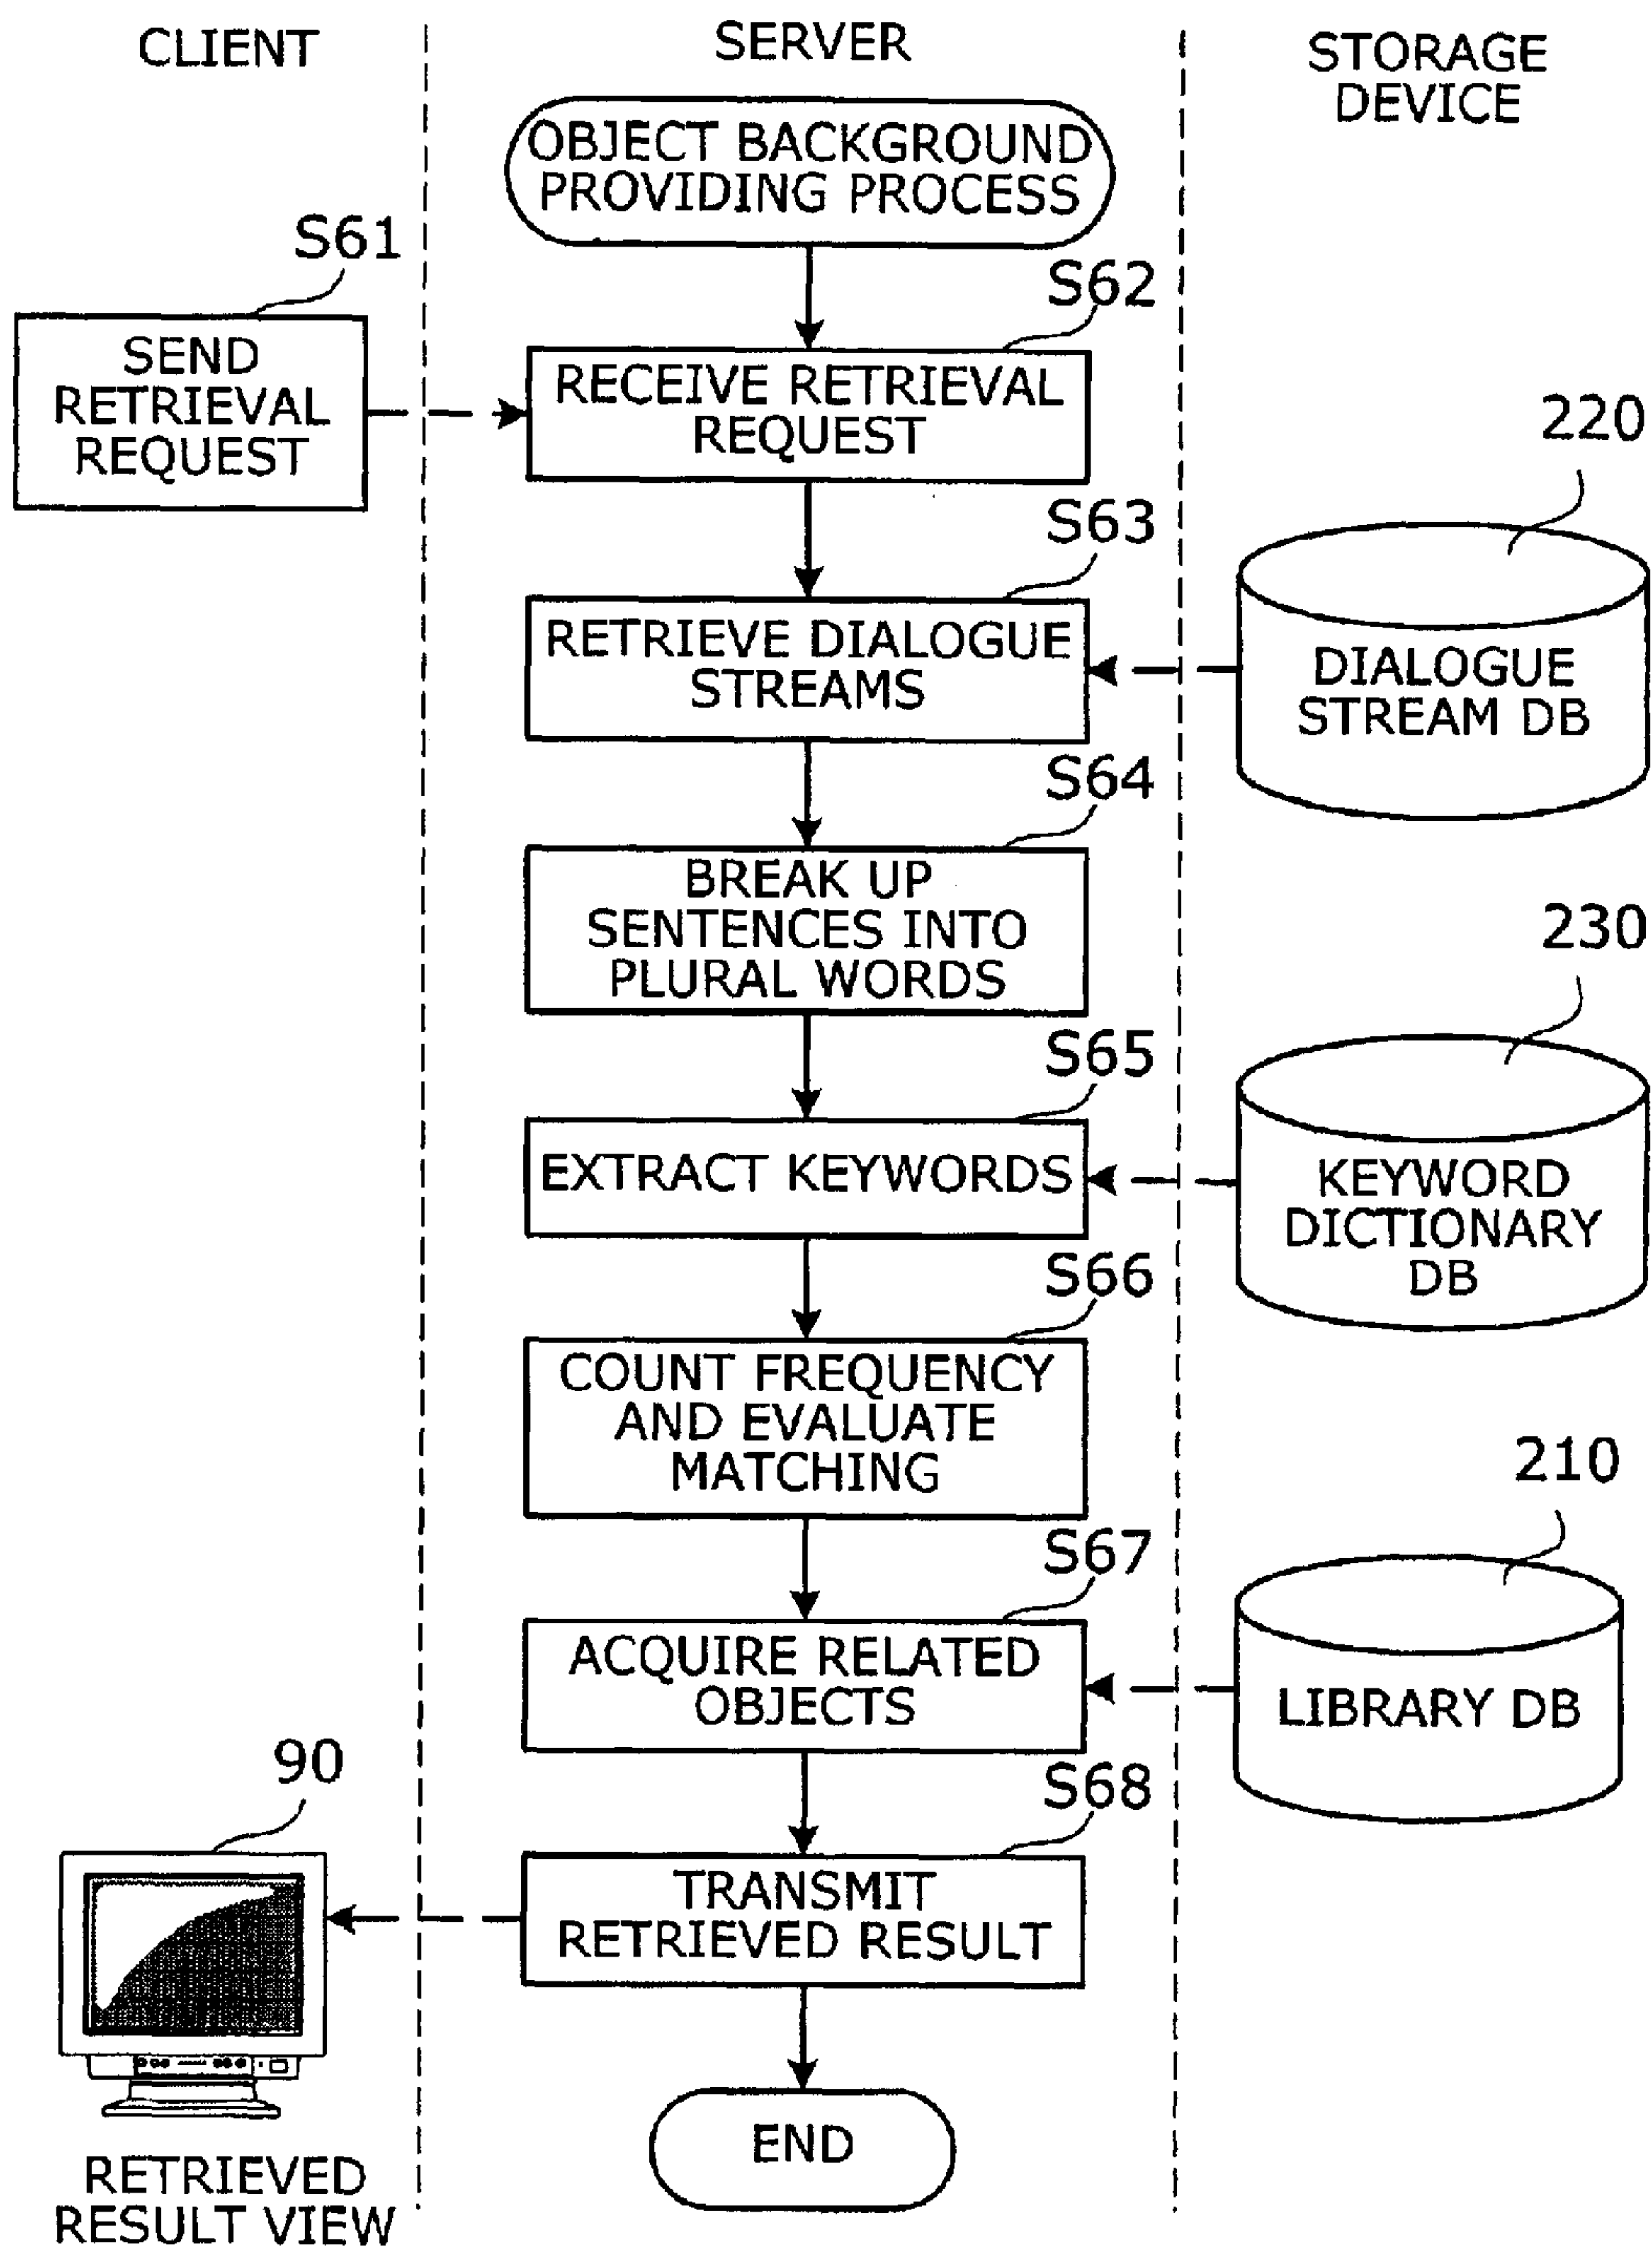 CLIENT
SERVER
STORAGE
DEVICE
OBJECT BACKGROUND
PROVIDING PROCESS
S61
SEND
RETRIEVAL
REQUEST
S62
RECEIVE RETRIEVAL
REQUEST
S63
RETRIEVE DIALOGUE
STREAMS
220
DIALOGUE
STREAM DB
S64
BREAK UP
SENTENCES INTO
PLURAL WORDS
S65
EXTRACT KEYWORDS
230
KEYWORD
DICTIONARY
DB
S66
COUNT FREQUENCY
AND EVALUATE
MATCHING
S67
ACQUIRE RELATED
OBJECTS
210
LIBRARY DB
S68
TRANSMIT
RETRIEVED RESULT
90
RETRIEVED
RESULT VIEW
END